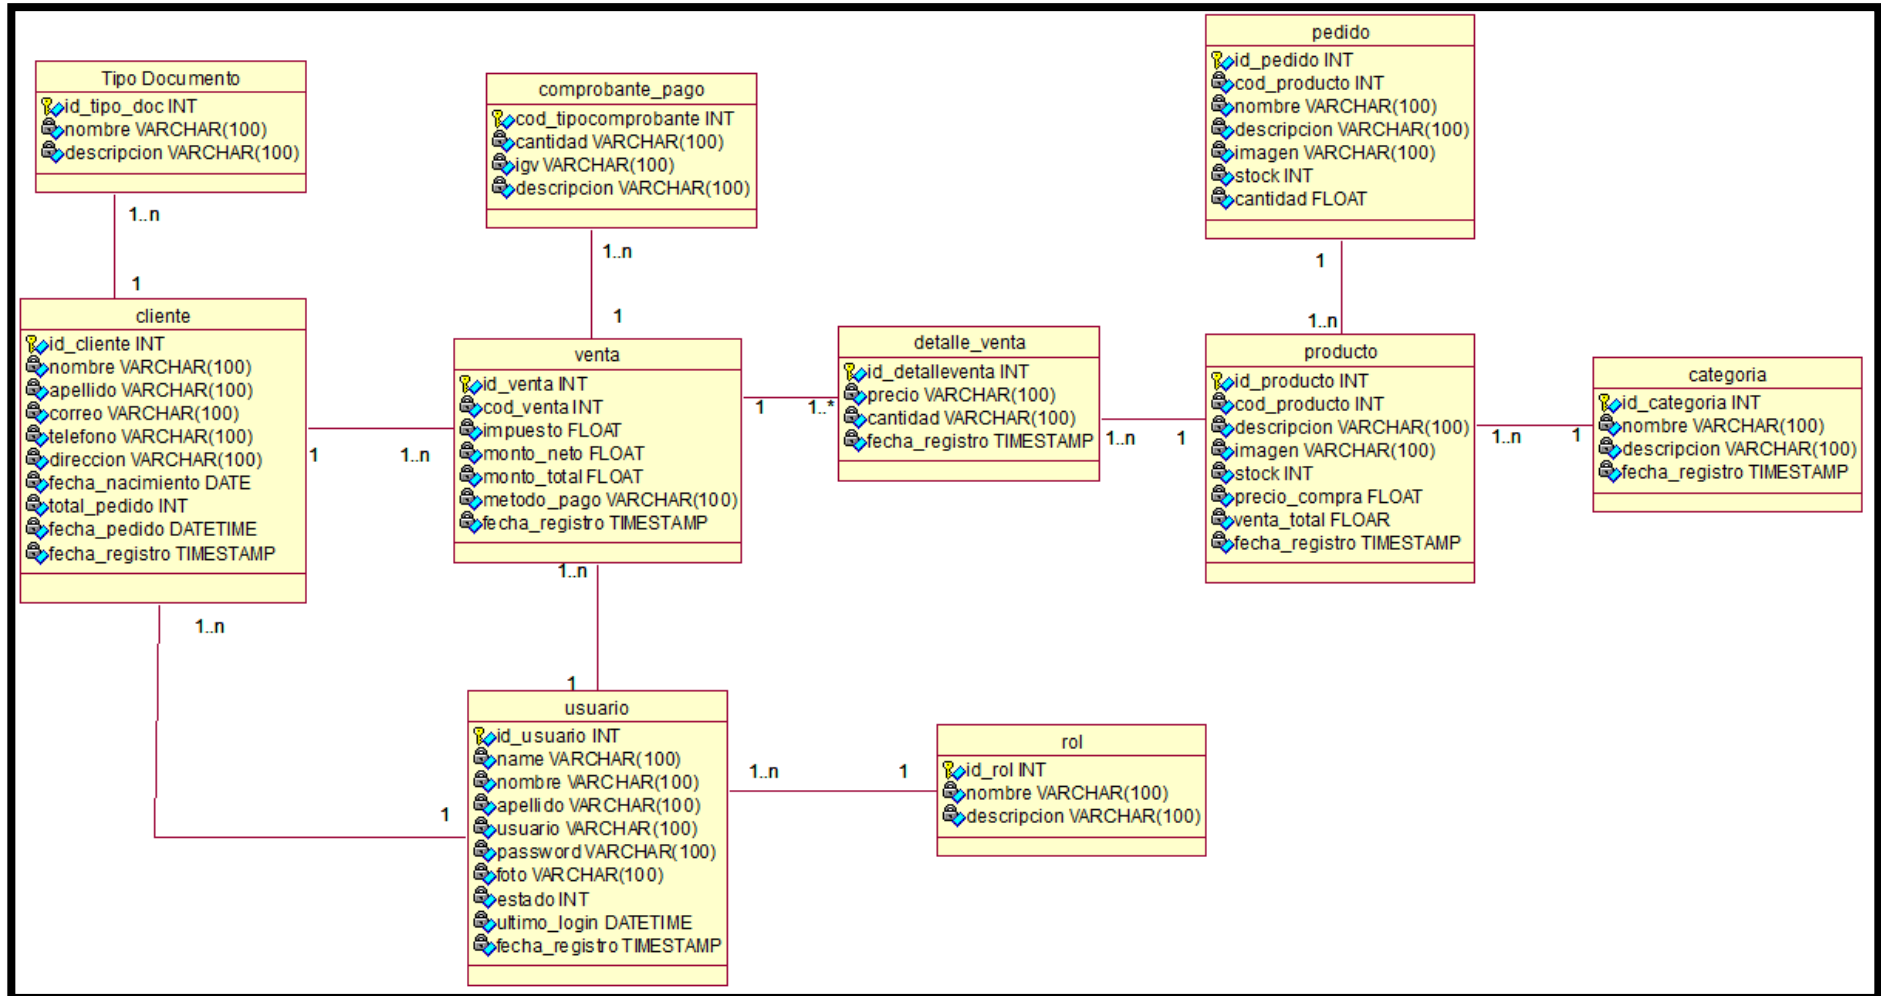 Tipo Documento
id_tipo_doc INT
nombre VARCHAR(100)
descripcion VARCHAR(100)
1..n
1
comprobante_pago
cod_tipocomprobante INT
cantidad VARCHAR(100)
igv VARCHAR(100)
descripcion VARCHAR(100)
1..n
1
pedido
id_pedido INT
cod_producto INT
nombre VARCHAR(100)
descripcion VARCHAR(100)
imagen VARCHAR(100)
stock INT
cantidad FLOAT
1
1..n
cliente
id_cliente INT
nombre VARCHAR(100)
apellido VARCHAR(100)
correo VARCHAR(100)
telefono VARCHAR(100)
direccion VARCHAR(100)
fecha_nacimiento DATE
total_pedido INT
fecha_pedido DATETIME
fecha_registro TIMESTAMP
1
1..n
1..n
venta
id_venta INT
cod_venta INT
impuesto FLOAT
monto_neto FLOAT
monto_total FLOAT
metodo_pago VARCHAR(100)
fecha_registro TIMESTAMP
1
1..*
1..n
1
detalle_venta
id_detalleventa INT
precio VARCHAR(100)
cantidad VARCHAR(100)
fecha_registro TIMESTAMP
1..n
1
producto
id_producto INT
cod_producto INT
descripcion VARCHAR(100)
imagen VARCHAR(100)
stock INT
precio_compra FLOAT
venta_total FLOAR
fecha_registro TIMESTAMP
1..n
1
categoria
id_categoria INT
nombre VARCHAR(100)
descripcion VARCHAR(100)
fecha_registro TIMESTAMP
usuario
id_usuario INT
name VARCHAR(100)
nombre VARCHAR(100)
apellido VARCHAR(100)
usuario VARCHAR(100)
password VARCHAR(100)
foto VARCHAR(100)
estado INT
ultimo_login DATETIME
fecha_registro TIMESTAMP
1
1..n
1
rol
id_rol INT
nombre VARCHAR(100)
descripcion VARCHAR(100)